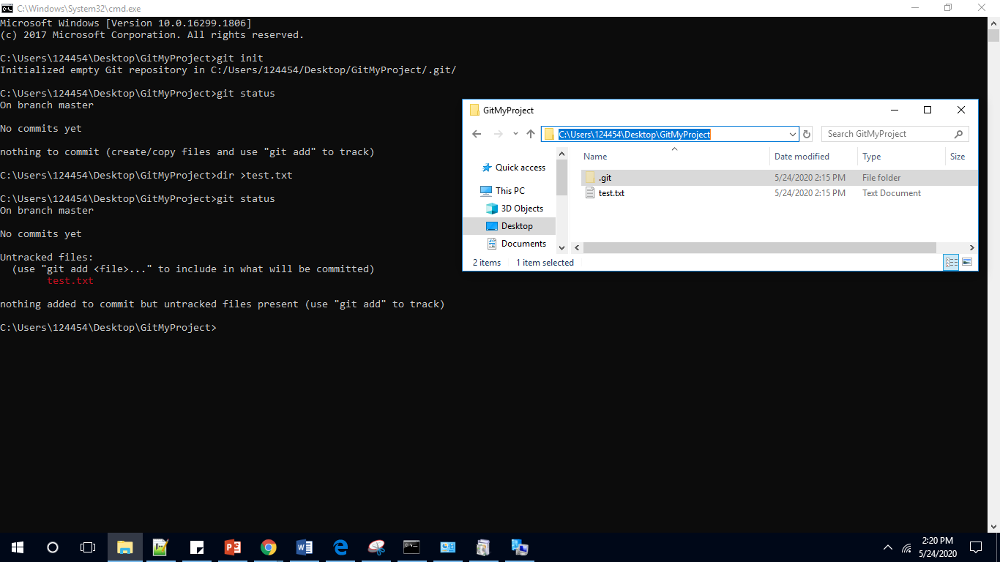 C:\Windows\System32\cmd.exe
Microsoft Windows [Version 10.0.16299.1806]
(c) 2017 Microsoft Corporation. All rights reserved.
C:\Users\124454\Desktop\GitMyProject>git init
Initialized empty Git repository in C:/Users/124454/Desktop/GitMyProject/.git/
C:\Users\124454\Desktop\GitMyProject>git status
On branch master
No commits yet
nothing to commit (create/copy files and use "git add" to track)
C:\Users\124454\Desktop\GitMyProject>dir >test.txt
C:\Users\124454\Desktop\GitMyProject>git status
On branch master
No commits yet
Untracked files:
  (use "git add <file>..." to include in what will be committed)
        test.txt
nothing added to commit but untracked files present (use "git add" to track)
C:\Users\124454\Desktop\GitMyProject>
GitMyProject
C:\Users\124454\Desktop\GitMyProject Search GitMyProject
Name Date modified Type Size
Quick access
This PC
3D Objects
Desktop
Documents
.git 5/24/2020 2:15 PM File folder
test.txt 5/24/2020 2:15 PM Text Document
2 items 1 item selected
2:20 PM
5/24/2020